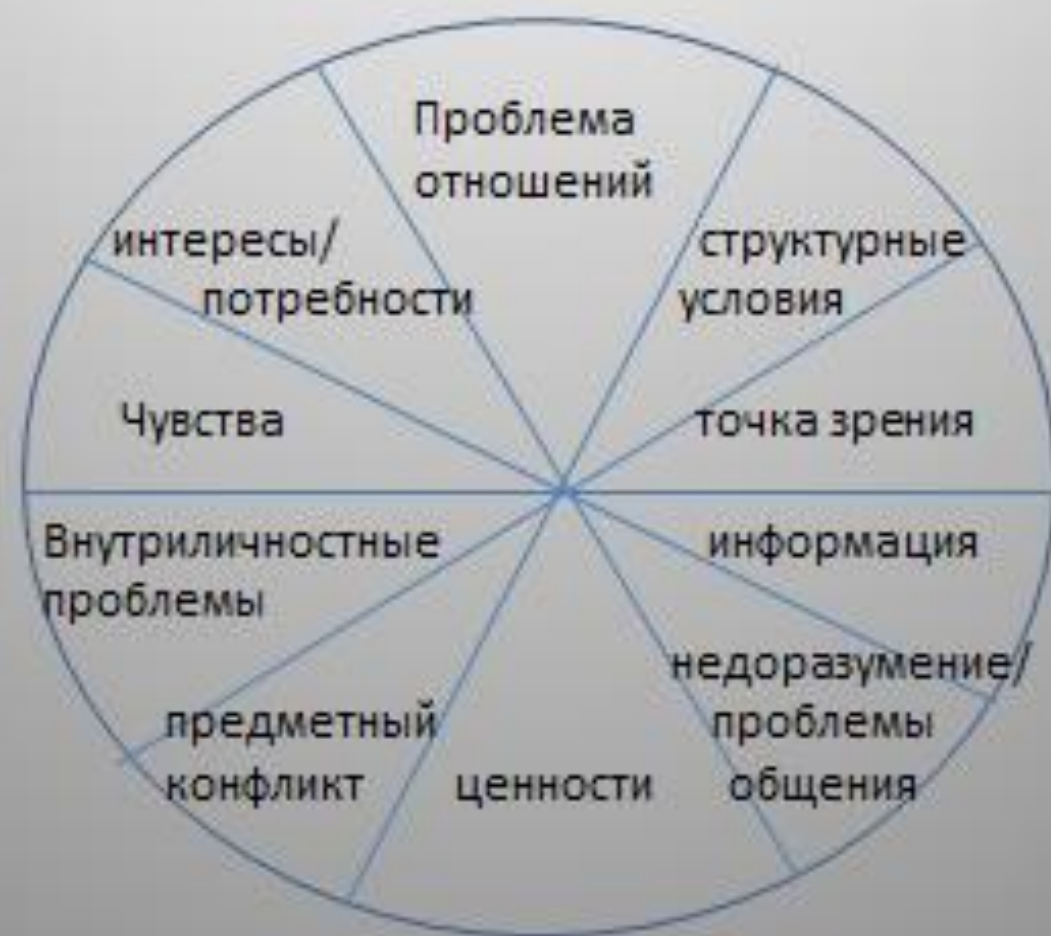 Проблема
отношений
структурные
условия
точка зрения
информация
недоразумение/
проблемы
общения
ценности
предметный
конфликт
Внутриличностные
проблемы
Чувства
интересы/
потребности